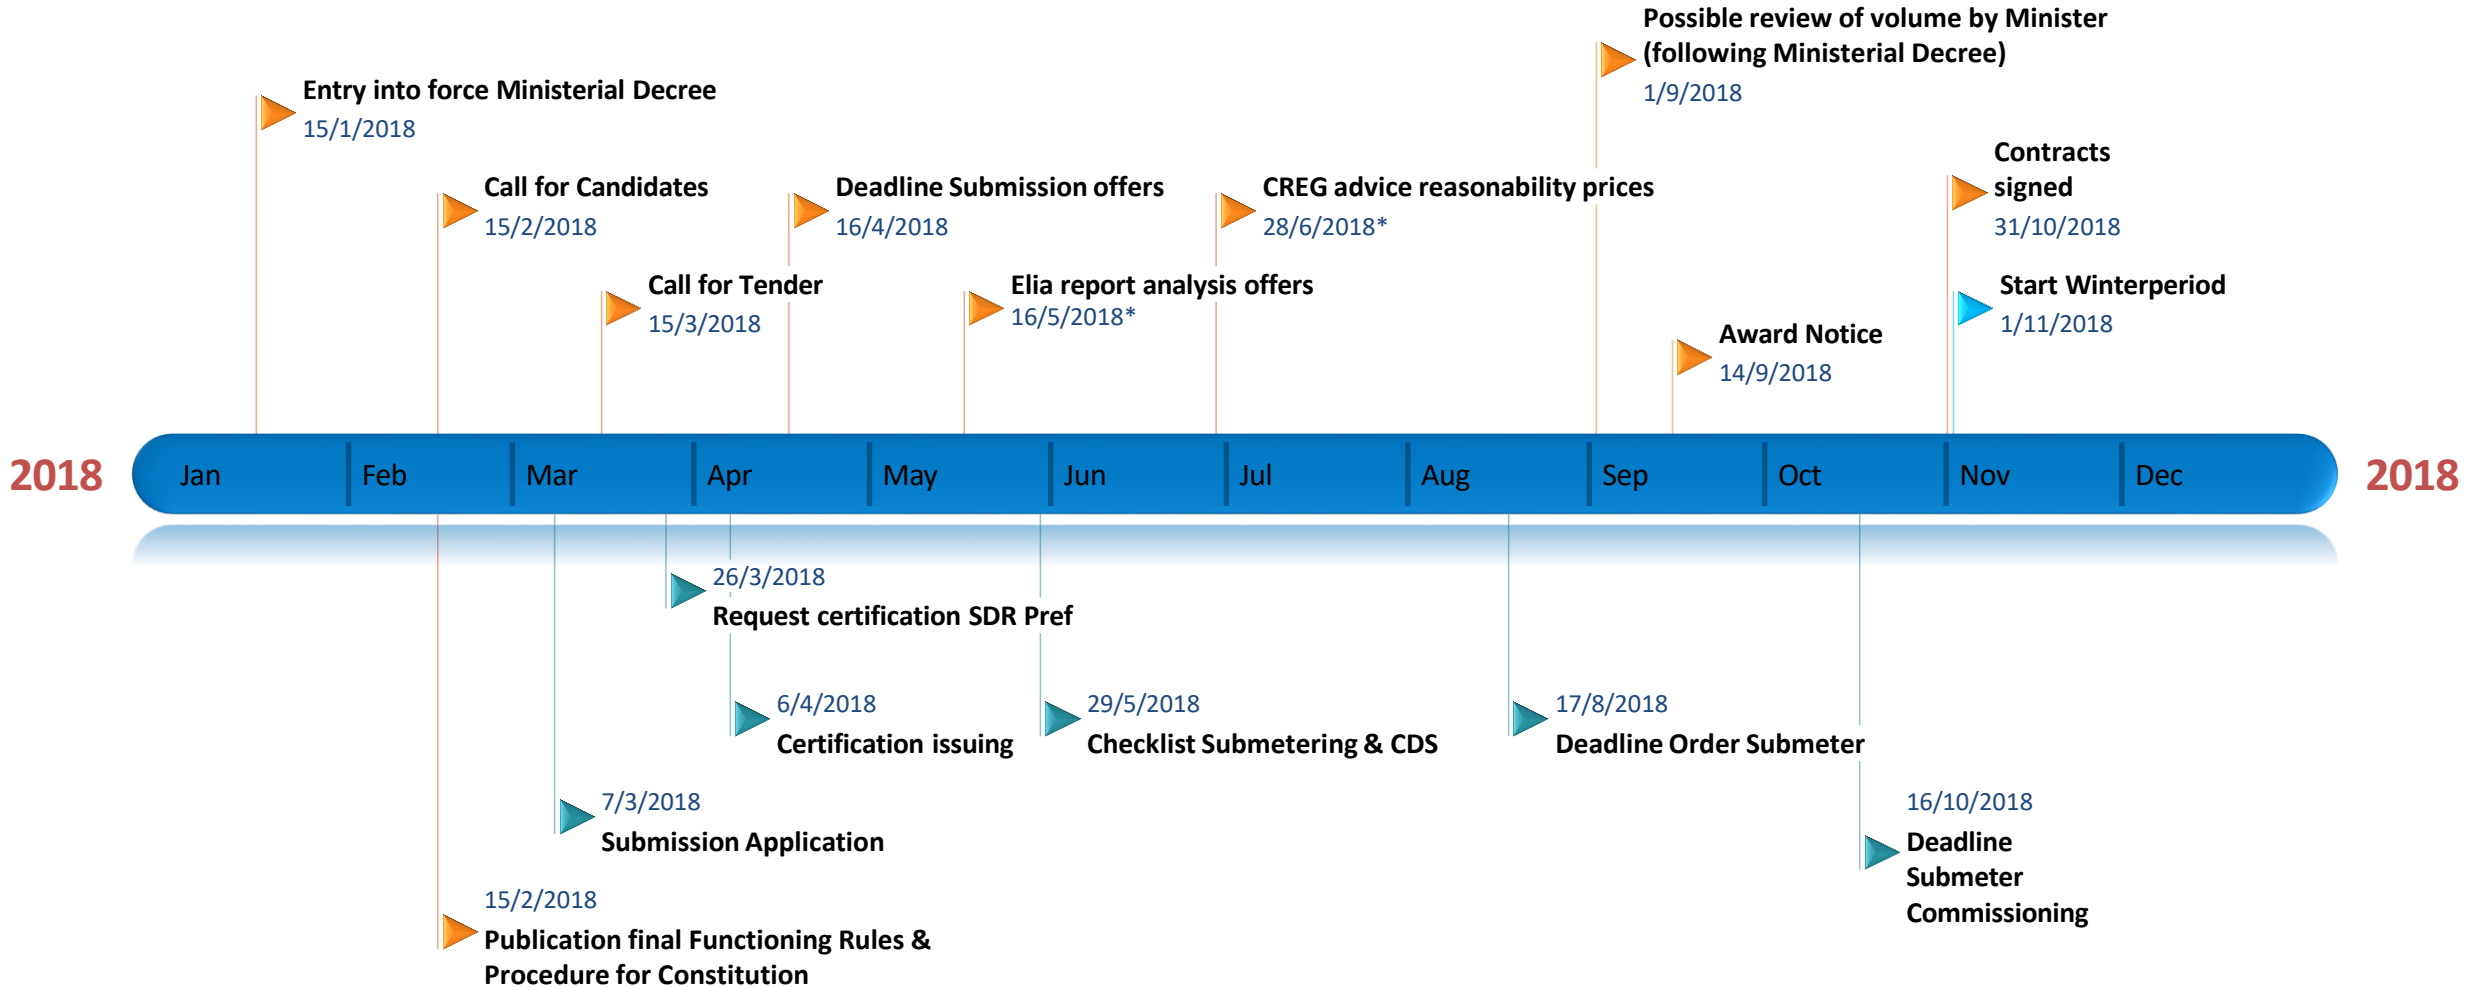 Possible review of volume by Minister
(following Ministerial Decree)
1/9/2018
Entry into force Ministerial Decree
15/1/2018
Contracts
signed
31/10/2018
Call for Candidates
15/2/2018
Deadline Submission offers
16/4/2018
CREG advice reasonability prices
28/6/2018*
Call for Tender
15/3/2018
Elia report analysis offers
16/5/2018*
Start Winterperiod
1/11/2018
Award Notice
14/9/2018
2018
Jan
Feb
Mar
Apr
May
Jun
Jul
Aug
Sep
Oct
Nov
Dec
2018
26/3/2018
Request certification SDR Pref
6/4/2018
Certification issuing
29/5/2018
Checklist Submetering & CDS
17/8/2018
Deadline Order Submeter
7/3/2018
Submission Application
16/10/2018
Deadline
Submeter
Commissioning
15/2/2018
Publication final Functioning Rules &
Procedure for Constitution